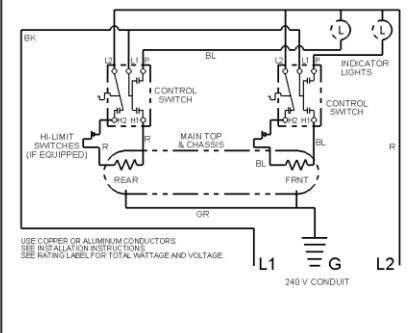 BK
L2 L1 P
BL
L2 L1 P
L L
INDICATOR
LIGHTS
CONTROL
SWITCH
CONTROL
SWITCH
H2 H1
H2 H1
HI-LIMIT
SWITCHES
(IF EQUIPPED)
R
R
MAIN TOP
& CHASSIS
BL
BL
R
REAR
FRNT
GR
USE COPPER OR ALUMINUM CONDUCTORS.
SEE INSTALLATION INSTRUCTIONS.
SEE RATING LABEL FOR TOTAL WATTAGE AND VOLTAGE.
L1 G L2
240 V CONDUIT